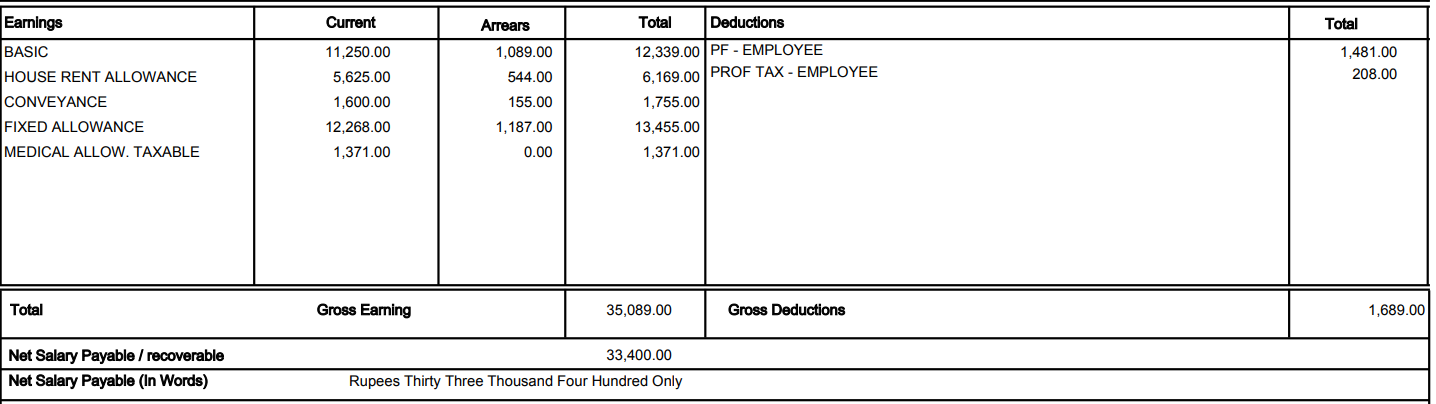 Earnings Current Arrears Total Deductions Total
BASIC 11,250.00 1,089.00 12,339.00 PF - EMPLOYEE 1,481.00
HOUSE RENT ALLOWANCE 5,625.00 544.00 6,169.00 PROF TAX - EMPLOYEE 208.00
CONVEYANCE 1,600.00 155.00 1,755.00
FIXED ALLOWANCE 12,268.00 1,187.00 13,455.00
MEDICAL ALLOW. TAXABLE 1,371.00 0.00 1,371.00
Total Gross Earning 35,089.00 Gross Deductions 1,689.00
Net Salary Payable / recoverable 33,400.00
Net Salary Payable (In Words) Rupees Thirty Three Thousand Four Hundred Only